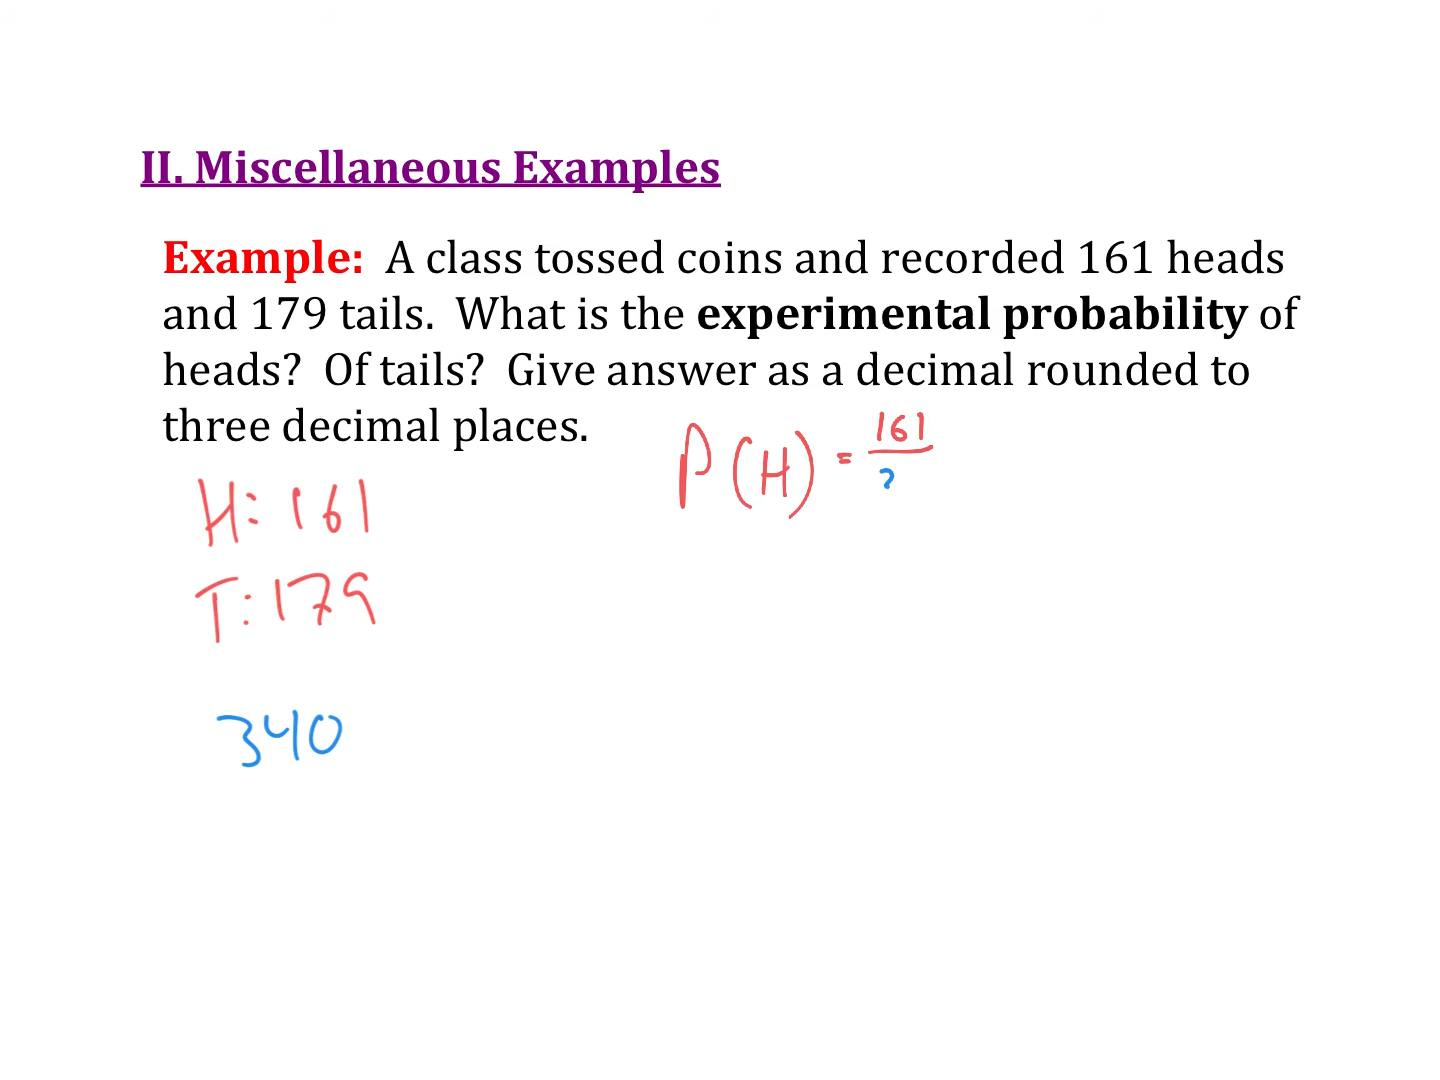 II. Miscellaneous Examples
Example: A class tossed coins and recorded 161 heads
and 179 tails. What is the experimental probability of
heads? Of tails? Give answer as a decimal rounded to
three decimal places.
P(H) = 161
?
H: 161
T: 179
340